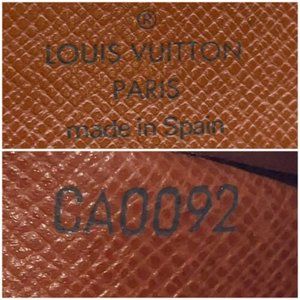 ®
LOUIS VUITTON
PARIS
made in Spain
CA0092